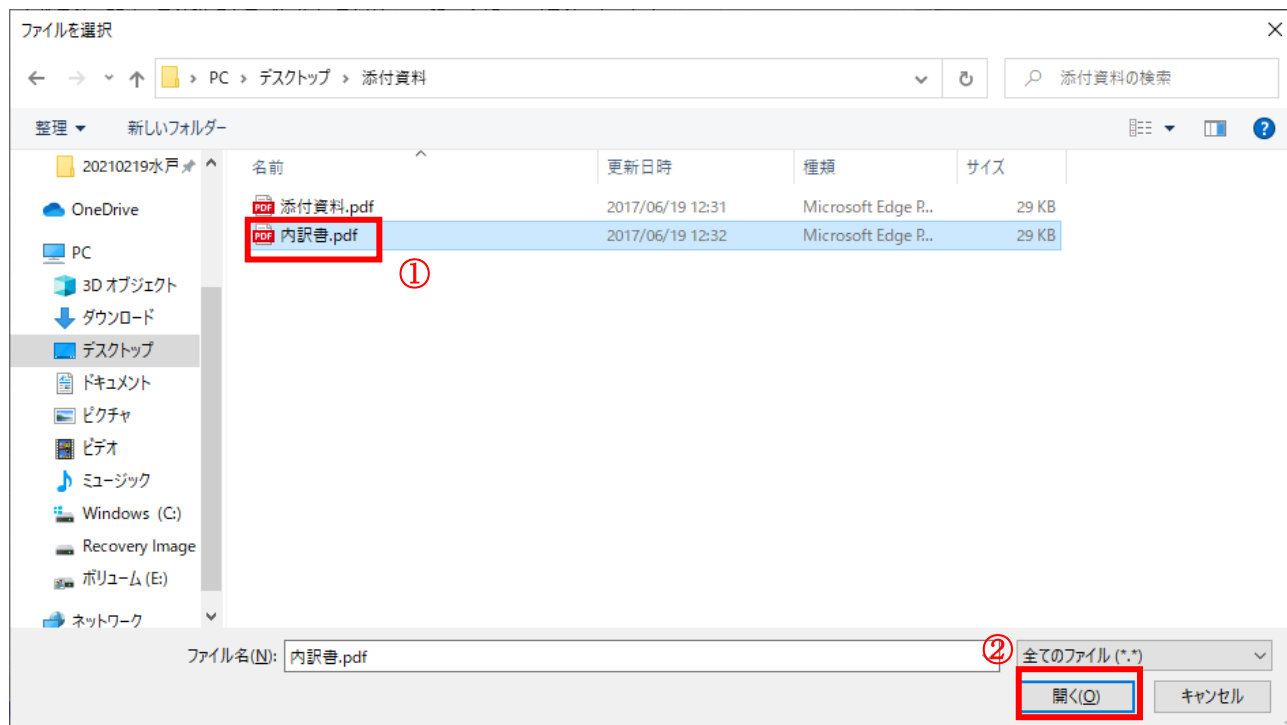 ファイルを選択
PC › デスクトップ › 添付資料
添付資料の検索
整理 新しいフォルダー
名前 更新日時 種類 サイズ
20210219水戸
OneDrive
PC
3D オブジェクト
ダウンロード
デスクトップ
ドキュメント
ピクチャ
ビデオ
ミュージック
Windows (C:)
Recovery Image
ボリューム (E:)
ネットワーク
PDF 添付資料.pdf 2017/06/19 12:31 Microsoft Edge P... 29 KB
PDF 内訳書.pdf 2017/06/19 12:32 Microsoft Edge P... 29 KB
①
ファイル名(N): 内訳書.pdf
② 全てのファイル (*.*)
開く(O) キャンセル